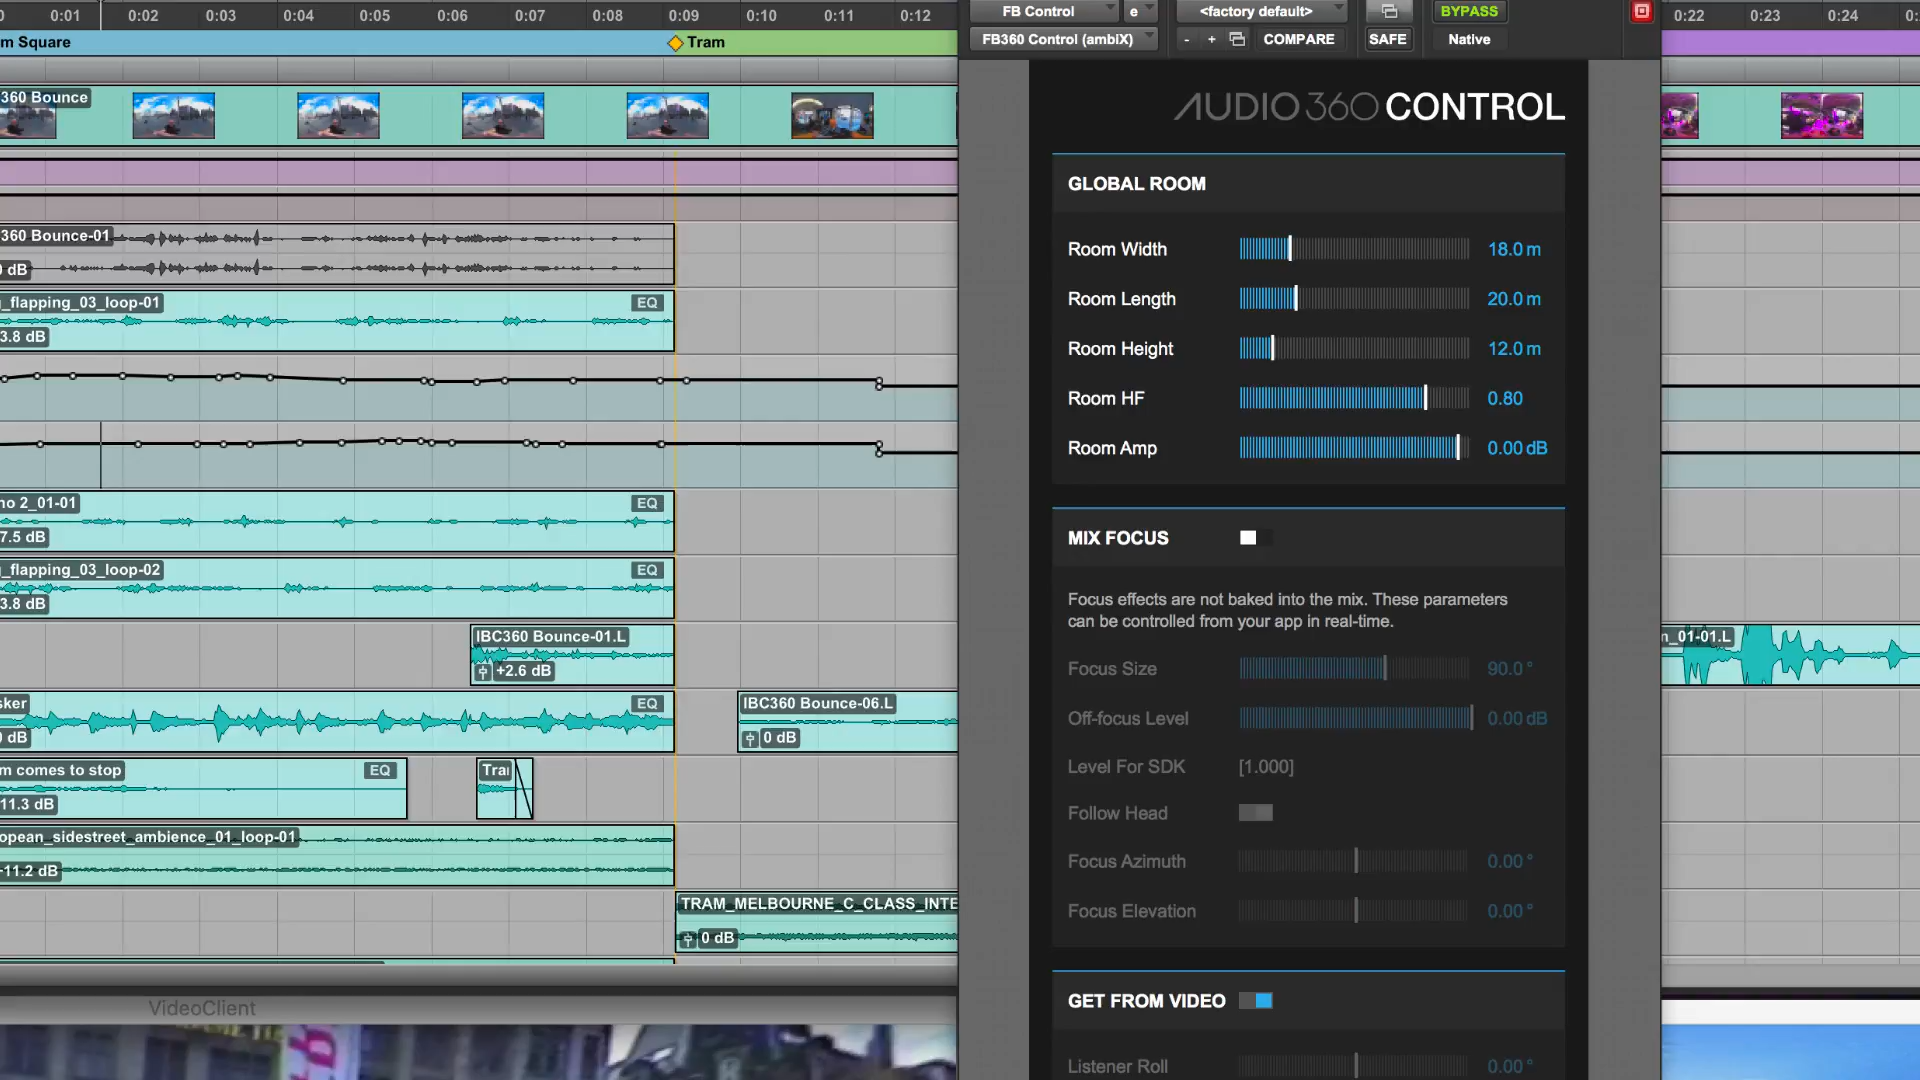 0:01 0:02 0:03 0:04 0:05 0:06 0:07 0:08 0:09 0:10 0:11 0:12
m Square
Tram
360 Bounce
360 Bounce-01
0 dB
_flapping_03_loop-01 EQ
3.8 dB
no 2_01-01 EQ
7.5 dB
_flapping_03_loop-02 EQ
3.8 dB
IBC360 Bounce-01.L
+2.6 dB
sker EQ
0 dB
IBC360 Bounce-06.L
0 dB
m comes to stop EQ
11.3 dB
Tra
opean_sidestreet_ambience_01_loop-01
-11.2 dB
TRAM_MELBOURNE_C_CLASS_INTE
0 dB
VideoClient
FB Control e <factory default> BYPASS
FB360 Control (ambiX) - + COMPARE SAFE Native
AUDIO360 CONTROL
GLOBAL ROOM
Room Width 18.0 m
Room Length 20.0 m
Room Height 12.0 m
Room HF 0.80
Room Amp 0.00 dB
MIX FOCUS
Focus effects are not baked into the mix. These parameters
can be controlled from your app in real-time.
Focus Size 90.0 °
Off-focus Level 0.00 dB
Level For SDK [1.000]
Follow Head
Focus Azimuth 0.00 °
Focus Elevation 0.00 °
GET FROM VIDEO
Listener Roll 0.00 °
0:22 0:23 0:24 0:
n_01-01.L